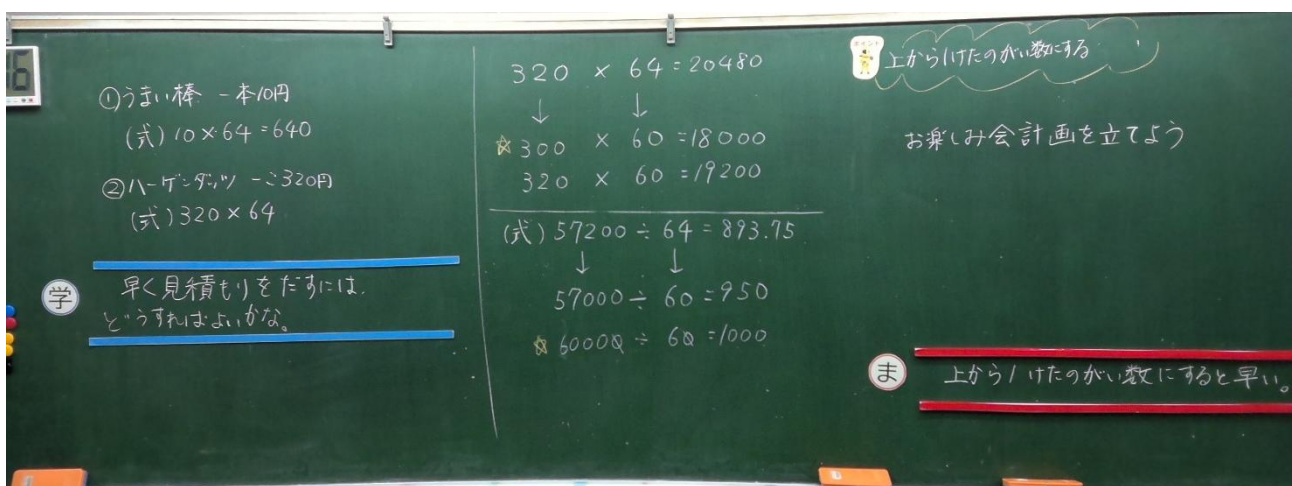 6
①うまい棒 一本10円
(式)10×64=640
②ハーゲンダッツ 一こ320円
(式)320×64
学
早く見積もりをだすには、
どうすればよいかな。
320 × 64=20480
↓ ↓
☆300 × 60=18000
320 × 60=19200
(式)57200÷64=893.75
↓ ↓
57000÷60=950
☆60000÷60=1000
ポイント
上から1けたのがい数にする
お楽しみ会計画を立てよう
ま
上から1けたのがい数にすると早い。